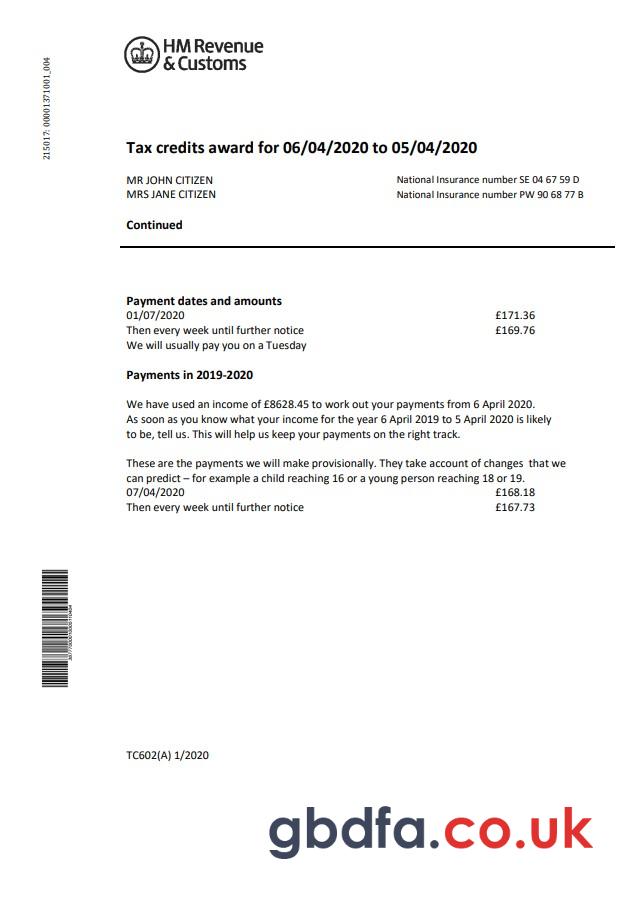 HM Revenue
& Customs
215017: 00001371001_004
Tax credits award for 06/04/2020 to 05/04/2020
MR JOHN CITIZEN National Insurance number SE 04 67 59 D
MRS JANE CITIZEN National Insurance number PW 90 68 77 B
Continued
Payment dates and amounts
01/07/2020 £171.36
Then every week until further notice £169.76
We will usually pay you on a Tuesday
Payments in 2019-2020
We have used an income of £8628.45 to work out your payments from 6 April 2020.
As soon as you know what your income for the year 6 April 2019 to 5 April 2020 is likely
to be, tell us. This will help us keep your payments on the right track.
These are the payments we will make provisionally. They take account of changes that we
can predict – for example a child reaching 16 or a young person reaching 18 or 19.
07/04/2020 £168.18
Then every week until further notice £167.73
TC602(A) 1/2020
gbdfa.co.uk